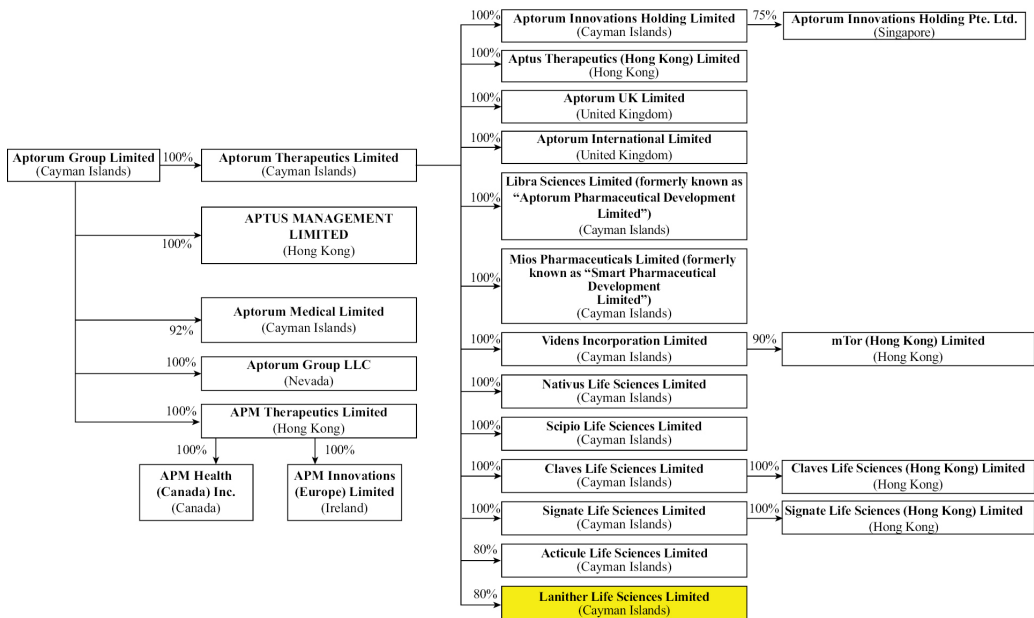 100%
Aptorum Innovations Holding Limited
(Cayman Islands)
75%
Aptorum Innovations Holding Pte. Ltd.
(Singapore)
100%
Aptus Therapeutics (Hong Kong) Limited
(Hong Kong)
100%
Aptorum UK Limited
(United Kingdom)
100%
Aptorum International Limited
(United Kingdom)
Aptorum Group Limited
(Cayman Islands)
100%
Aptorum Therapeutics Limited
(Cayman Islands)
100%
Libra Sciences Limited (formerly known as
“Aptorum Pharmaceutical Development
Limited”)
(Cayman Islands)
100%
APTUS MANAGEMENT
LIMITED
(Hong Kong)
100%
Mios Pharmaceuticals Limited (formerly
known as “Smart Pharmaceutical
Development
Limited”)
(Cayman Islands)
92%
Aptorum Medical Limited
(Cayman Islands)
100%
Videns Incorporation Limited
(Cayman Islands)
90%
mTor (Hong Kong) Limited
(Hong Kong)
100%
Aptorum Group LLC
(Nevada)
100%
Nativus Life Sciences Limited
(Cayman Islands)
100%
APM Therapeutics Limited
(Hong Kong)
100%
Scipio Life Sciences Limited
(Cayman Islands)
100%
100%
APM Health
(Canada) Inc.
(Canada)
APM Innovations
(Europe) Limited
(Ireland)
100%
Claves Life Sciences Limited
(Cayman Islands)
100%
Claves Life Sciences (Hong Kong) Limited
(Hong Kong)
100%
Signate Life Sciences Limited
(Cayman Islands)
100%
Signate Life Sciences (Hong Kong) Limited
(Hong Kong)
80%
Acticule Life Sciences Limited
(Cayman Islands)
80%
Lanither Life Sciences Limited
(Cayman Islands)